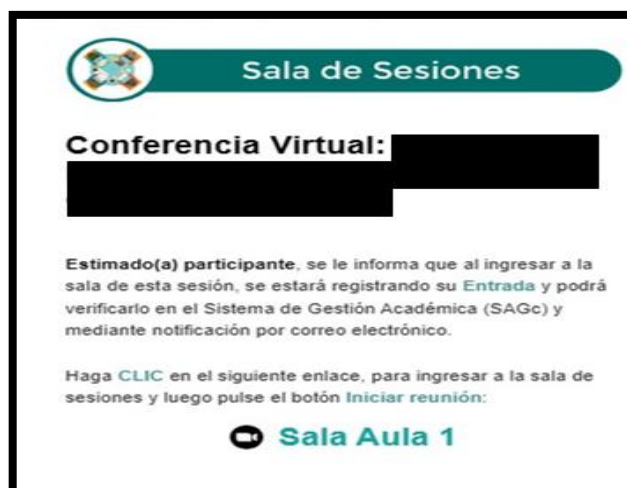 Sala de Sesiones
Conferencia Virtual:
Estimado(a) participante, se le informa que al ingresar a la
sala de esta sesión, se estará registrando su Entrada y podrá
verificarlo en el Sistema de Gestión Académica (SAGc) y
mediante notificación por correo electrónico.
Haga CLIC en el siguiente enlace, para ingresar a la sala de
sesiones y luego pulse el botón Iniciar reunión:
Sala Aula 1